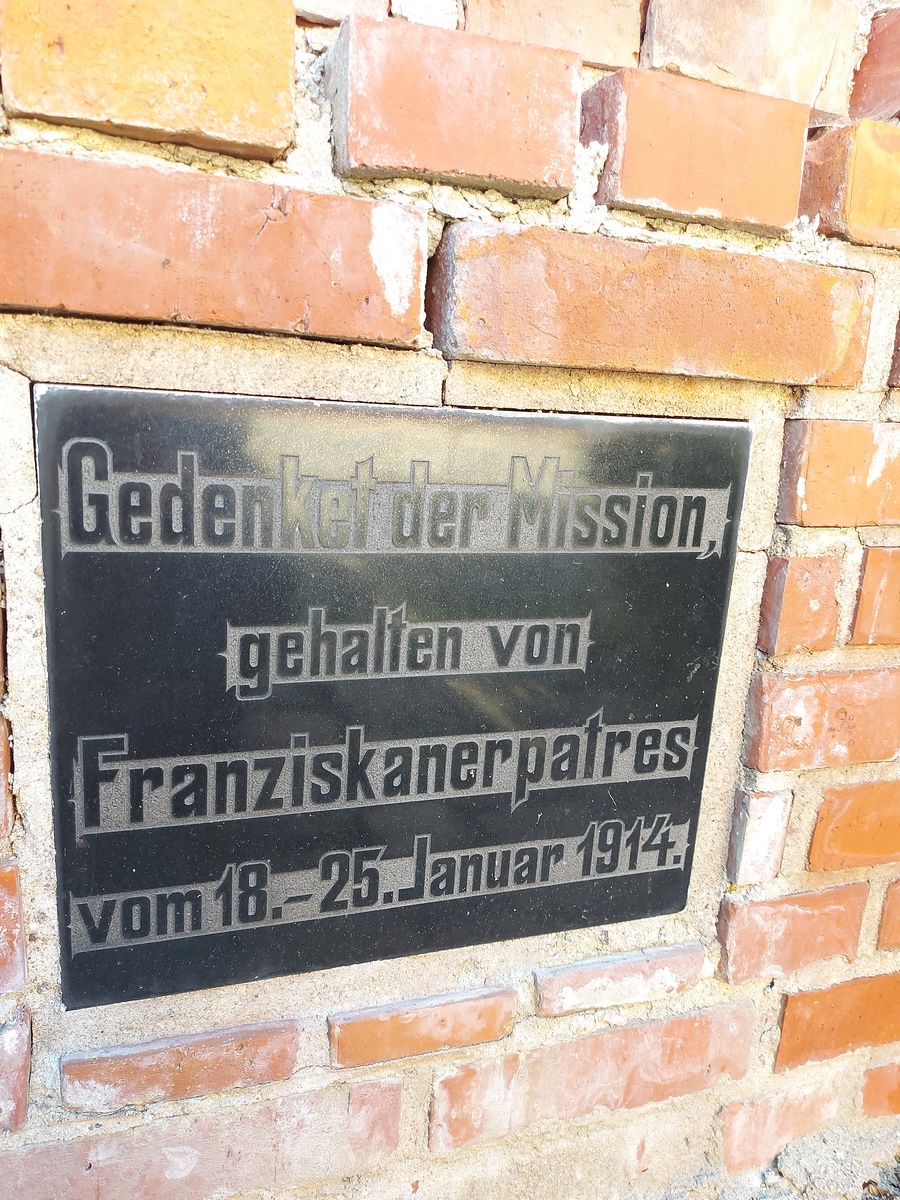 Gedenket der Mission,
gehalten von
Franziskanerpatres
vom 18.-25. Januar 1914.